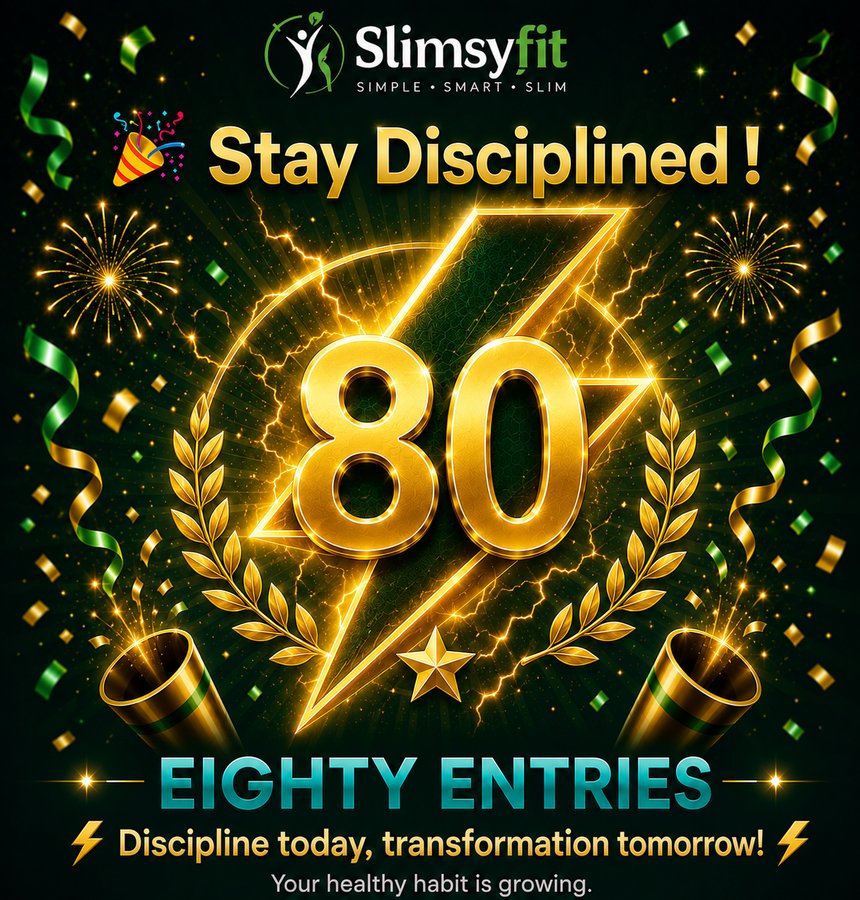 Slimsyfit
SIMPLE • SMART • SLIM
Stay Disciplined!
80
EIGHTY ENTRIES
Discipline today, transformation tomorrow!
Your healthy habit is growing.